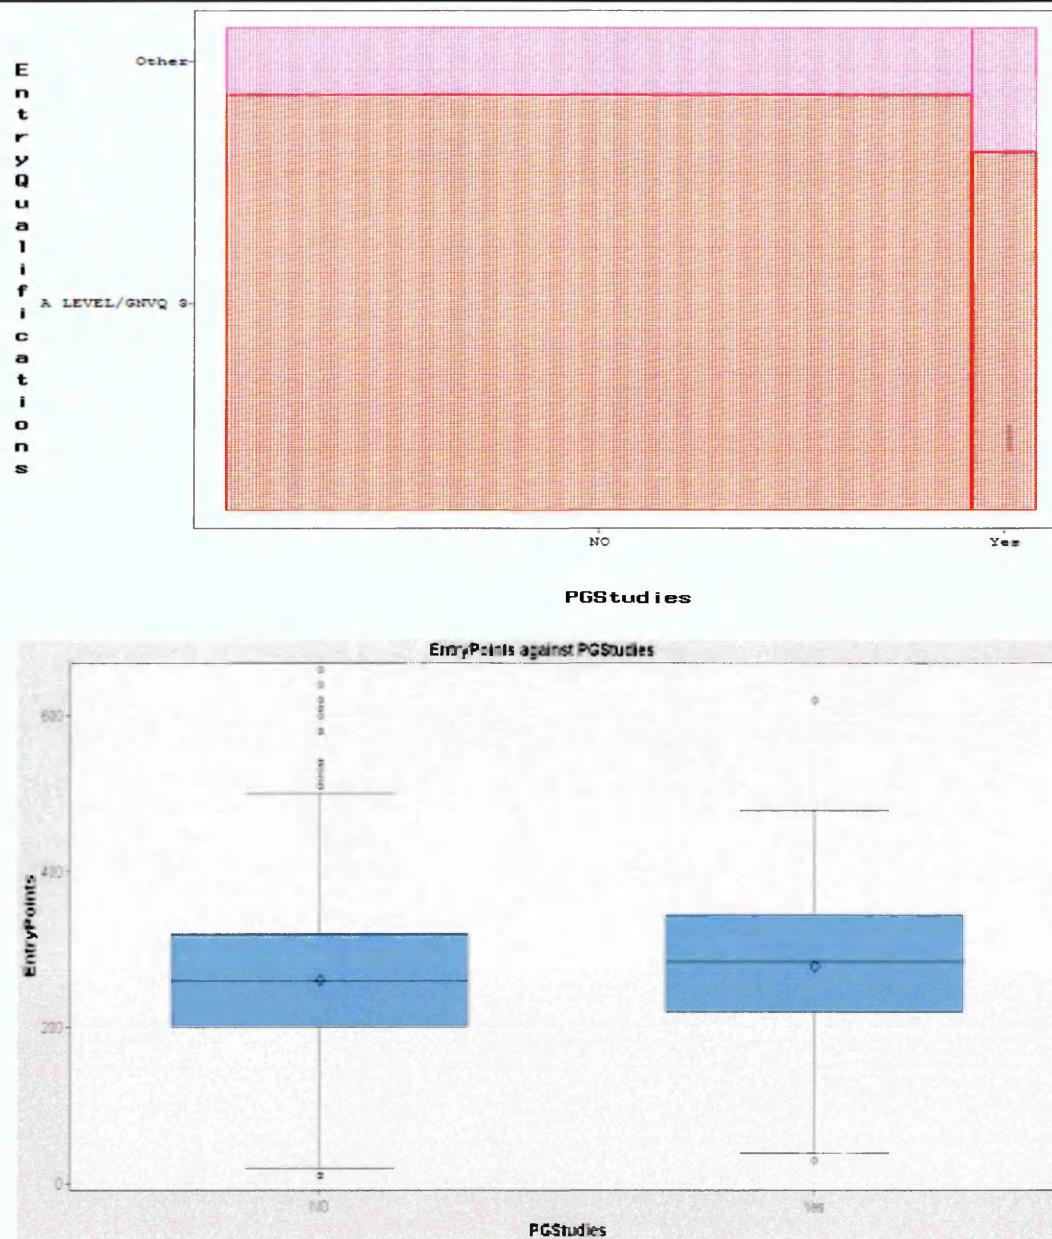 EntryQualifications
Other
A LEVEL/GNVQ 3
NO
Yes
PGStudies
EntryPoints against PGStudies
EntryPoints
600
400
200
0
NO
Yes
PGStudies